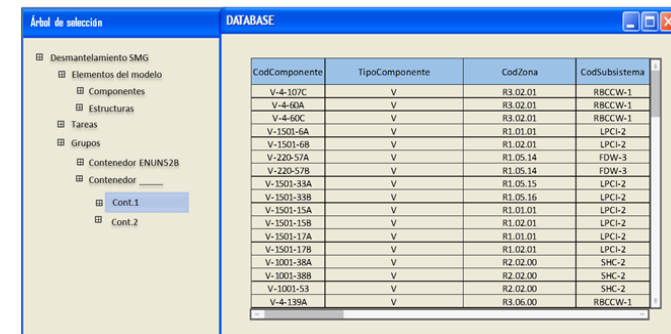 Árbol de selección
Desmantelamiento SMG
Elementos del modelo
Componentes
Estructuras
Tareas
Grupos
Contenedor ENUN52B
Contenedor ____
Cont.1
Cont.2
DATABASE
CodComponente TipoComponente CodZona CodSubsistema
V-4-107C V R3.02.01 RBCCW-1
V-4-60A V R3.02.01 RBCCW-1
V-4-60C V R3.02.01 RBCCW-1
V-1501-6A V R1.01.01 LPCI-2
V-1501-6B V R1.02.01 LPCI-2
V-220-57A V R1.05.14 FDW-3
V-220-57B V R1.05.14 FDW-3
V-1501-33A V R1.05.15 LPCI-2
V-1501-33B V R1.05.16 LPCI-2
V-1501-15A V R1.01.01 LPCI-2
V-1501-15B V R1.02.01 LPCI-2
V-1501-17A V R1.01.01 LPCI-2
V-1501-17B V R1.02.01 LPCI-2
V-1001-38A V R2.02.00 SHC-2
V-1001-38B V R2.02.00 SHC-2
V-1001-53 V R2.02.00 SHC-2
V-4-139A V R3.06.00 RBCCW-1